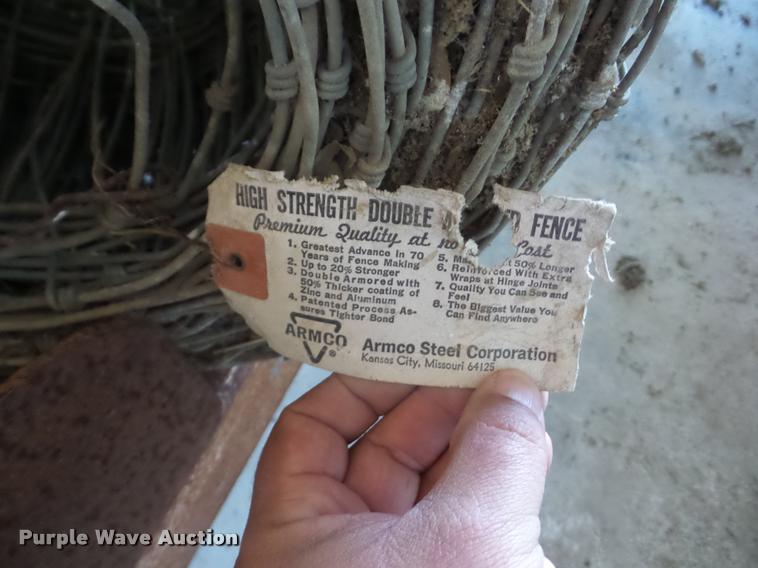 HIGH STRENGTH DOUBLE FENCE
Premium Quality at no Cost
1. Greatest Advance in 70
Years of Fence Making
2. Up to 20% Stronger
3. Double Armored with
50% Thicker coating of
Zinc and Aluminum
4. Patented Process As-
sures Tighter Bond
5. 50% Longer
6. Reinforced With Extra
Wraps at Hinge Joints
7. Quality You Can See and
Feel
8. The Biggest Value You
Can Find Anywhere
ARMCO
®
Armco Steel Corporation
Kansas City, Missouri 64125
Purple Wave Auction